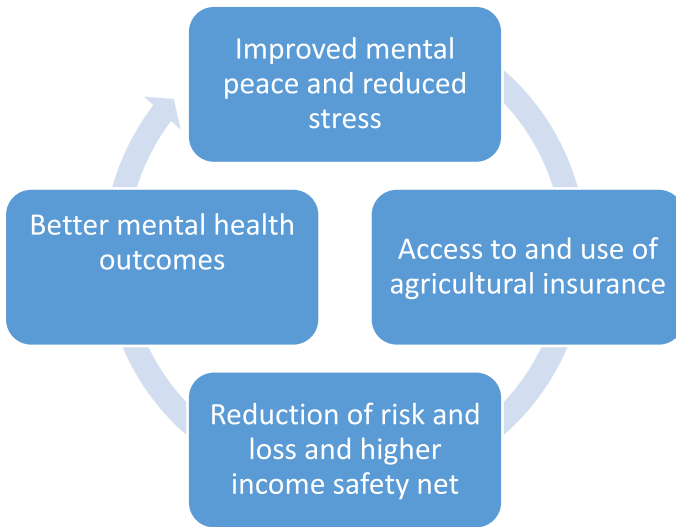 Improved mental
peace and reduced
stress
Access to and use of
agricultural insurance
Reduction of risk and
loss and higher
income safety net
Better mental health
outcomes